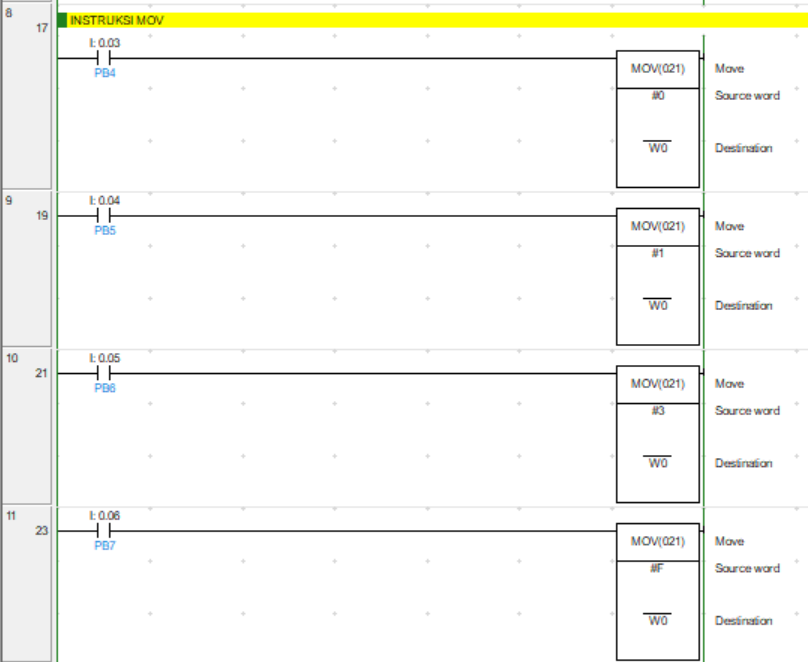 8
17
INSTRUKSI MOV
I: 0.03
PB4
MOV(021)
Move
#0
Source word
W0
Destination
9
19
I: 0.04
PB5
MOV(021)
Move
#1
Source word
W0
Destination
10
21
I: 0.05
PB6
MOV(021)
Move
#3
Source word
W0
Destination
11
23
I: 0.06
PB7
MOV(021)
Move
#F
Source word
W0
Destination